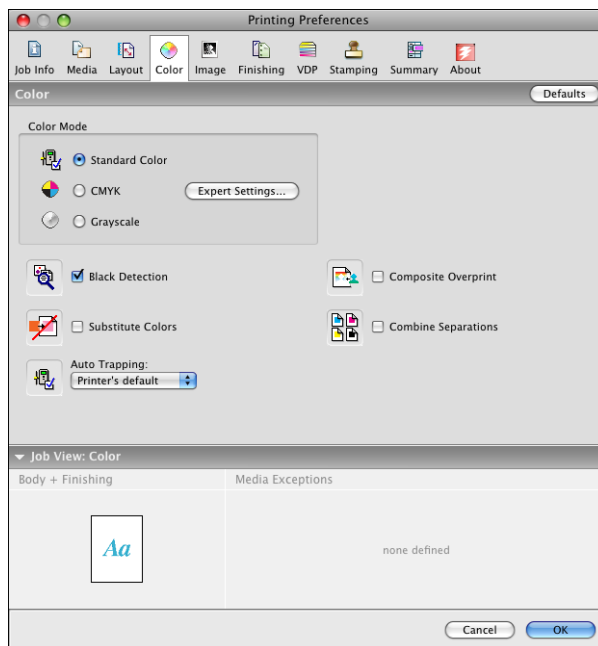 Printing Preferences
Job Info Media Layout Color Image Finishing VDP Stamping Summary About
Color Defaults
Color Mode
Standard Color
CMYK Expert Settings...
Grayscale
Black Detection Composite Overprint
Substitute Colors Combine Separations
Auto Trapping:
Printer's default
Job View: Color
Body + Finishing Media Exceptions
Aa none defined
Cancel OK